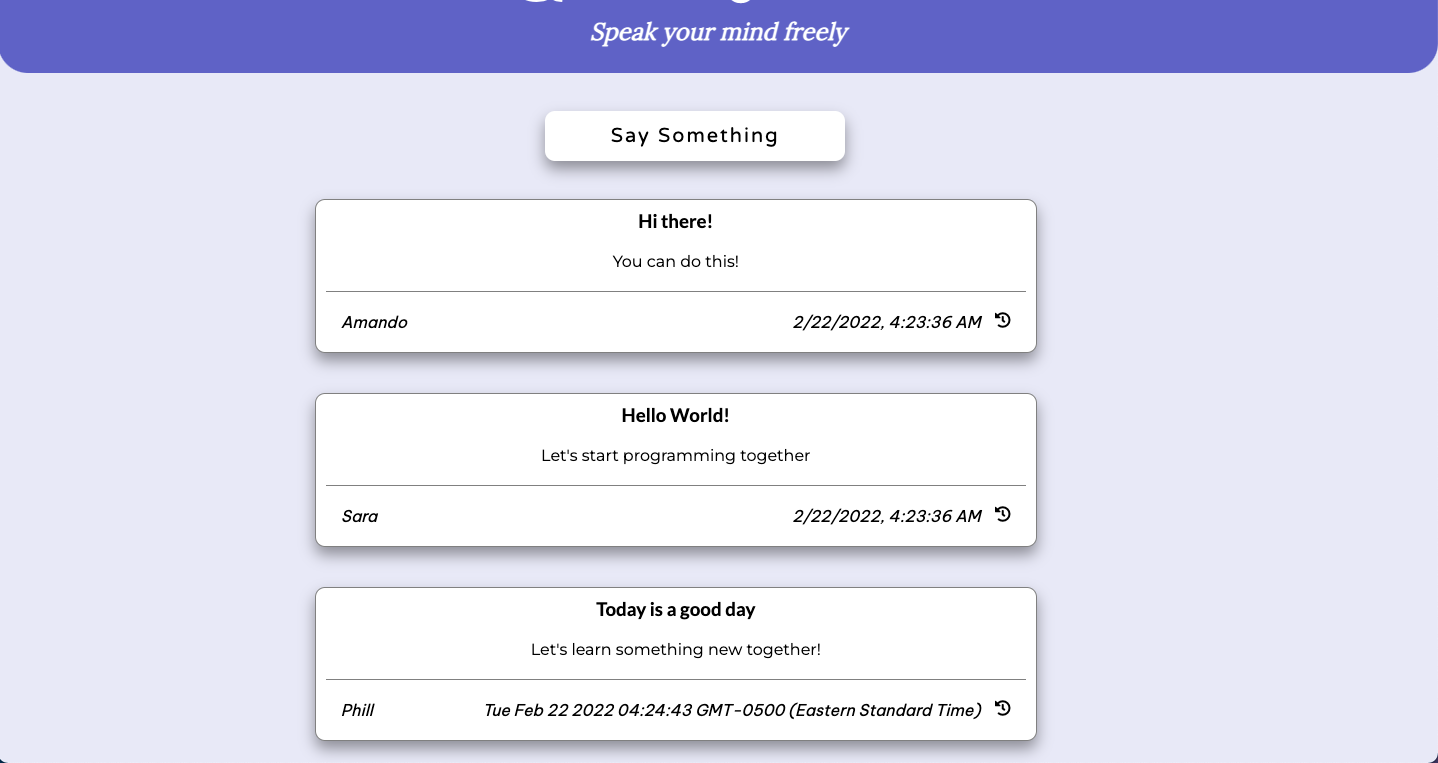 Speak your mind freely
Say Something
Hi there!
You can do this!
Amando 2/22/2022, 4:23:36 AM
Hello World!
Let's start programming together
Sara 2/22/2022, 4:23:36 AM
Today is a good day
Let's learn something new together!
Phill Tue Feb 22 2022 04:24:43 GMT-0500 (Eastern Standard Time)